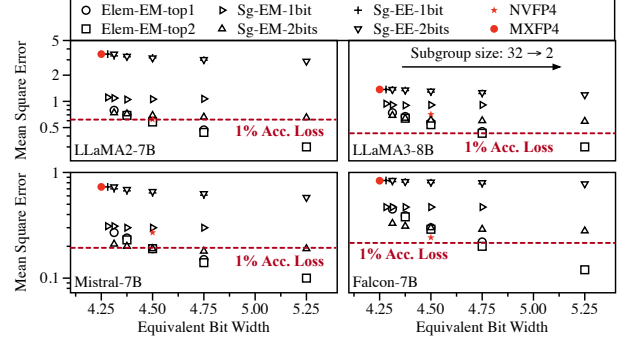 Elem-EM-top1 Sg-EM-1bit Sg-EE-1bit NVFP4
Elem-EM-top2 Sg-EM-2bits Sg-EE-2bits MXFP4
Mean Square Error
5
1
0.5
1% Acc. Loss
LLaMA2-7B
Subgroup size: 32 → 2
1% Acc. Loss
LLaMA3-8B
Mean Square Error
1
0.1
1% Acc. Loss
Mistral-7B
1% Acc. Loss
Falcon-7B
4.25 4.50 4.75 5.00 5.25
4.25 4.50 4.75 5.00 5.25
Equivalent Bit Width
Equivalent Bit Width